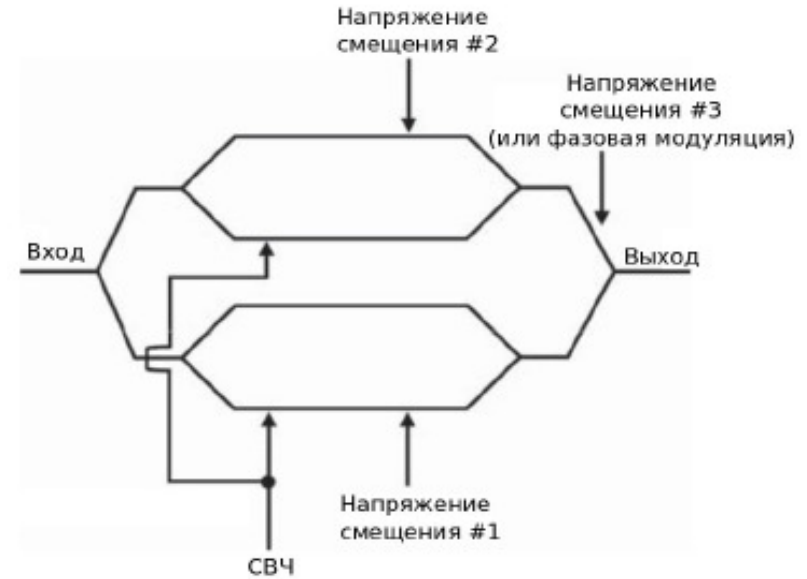 Напряжение
смещения #2
Напряжение
смещения #3
(или фазовая модуляция)
Вход
Выход
Напряжение
смещения #1
СВЧ